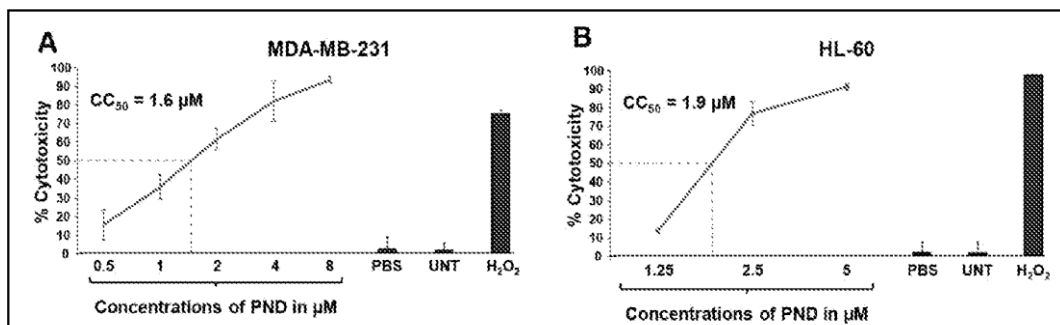 A
MDA-MB-231
% Cytotoxicity
100
90
80
70
60
50
40
30
20
10
0
CC₅₀ = 1.6 µM
0.5 1 2 4 8 PBS UNT H₂O₂
Concentrations of PND in µM
B
HL-60
% Cytotoxicity
100
90
80
70
60
50
40
30
20
10
0
CC₅₀ = 1.9 µM
1.25 2.5 5 PBS UNT H₂O₂
Concentrations of PND in µM